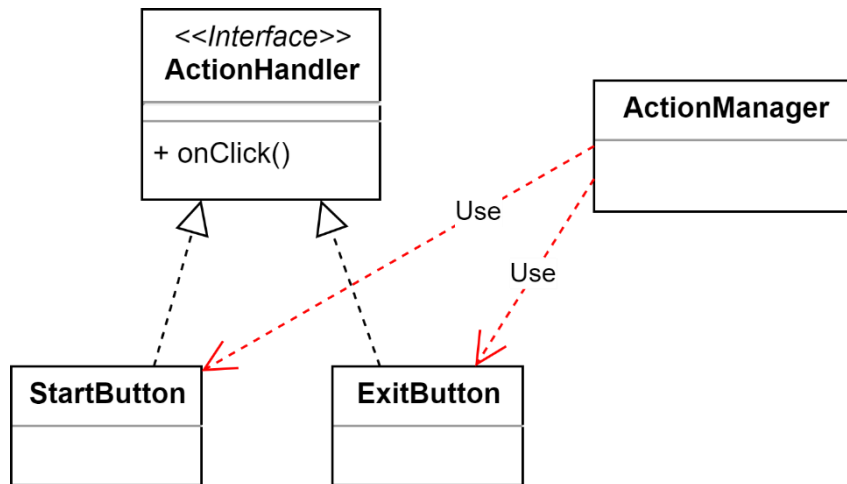 <<Interface>>
ActionHandler
+ onClick()
ActionManager
Use
Use
StartButton
ExitButton